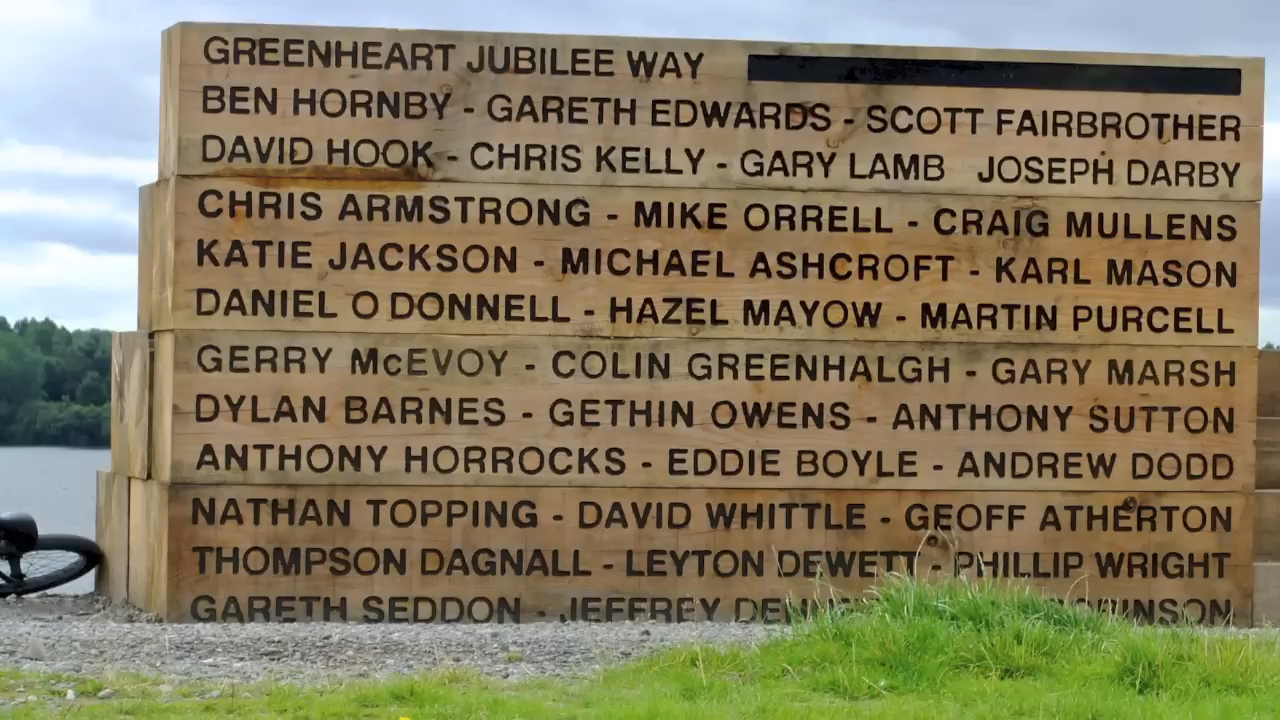 GREENHEART JUBILEE WAY
BEN HORNBY - GARETH EDWARDS - SCOTT FAIRBROTHER
DAVID HOOK - CHRIS KELLY - GARY LAMB JOSEPH DARBY
CHRIS ARMSTRONG - MIKE ORRELL - CRAIG MULLENS
KATIE JACKSON - MICHAEL ASHCROFT - KARL MASON
DANIEL O DONNELL - HAZEL MAYOW - MARTIN PURCELL
GERRY McEVOY - COLIN GREENHALGH - GARY MARSH
DYLAN BARNES - GETHIN OWENS - ANTHONY SUTTON
ANTHONY HORROCKS - EDDIE BOYLE - ANDREW DODD
NATHAN TOPPING - DAVID WHITTLE - GEOFF ATHERTON
THOMPSON DAGNALL - LEYTON DEWETT - PHILLIP WRIGHT
GARETH SEDDON - JEFFREY